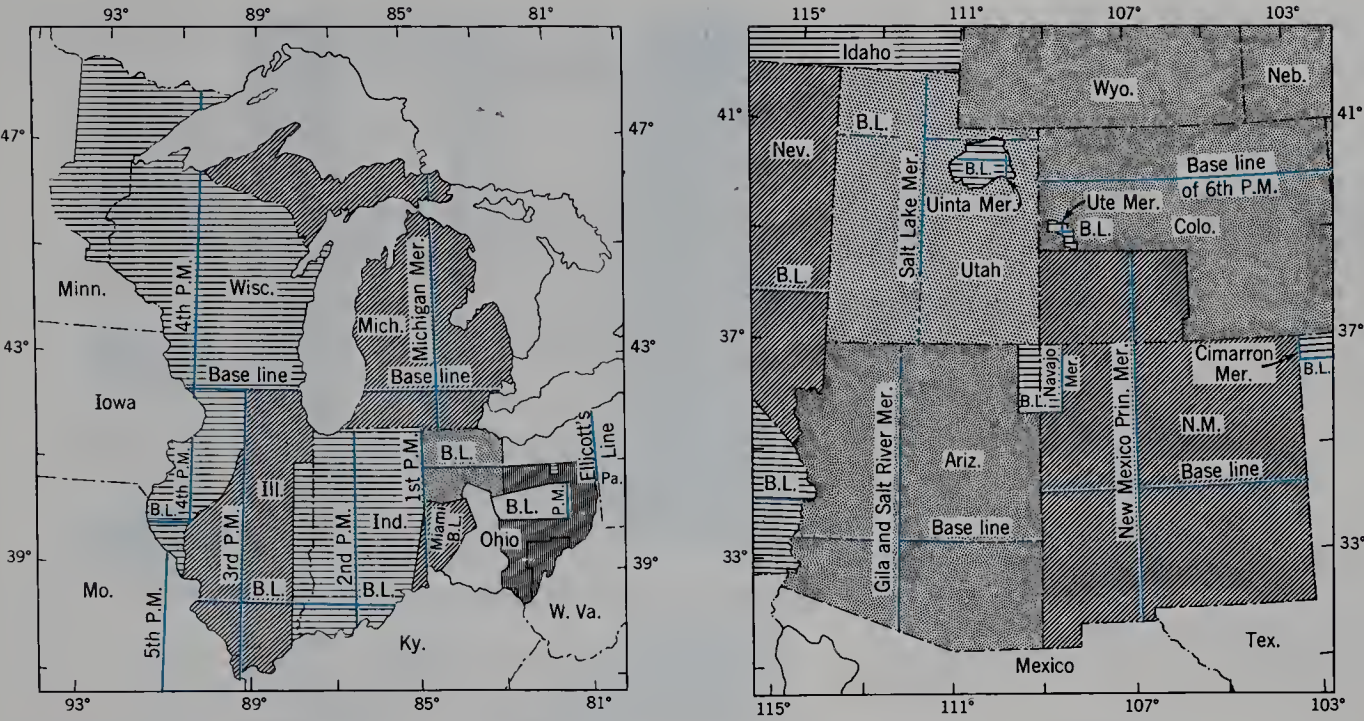 93°
89°
85°
81°
47°
47°
4th P.M.
Minn.
Wisc.
Mich.
Michigan Mer.
43°
43°
Base line
Base line
Iowa
Ellicott's
Line
1st P.M.
B.L.
Pa.
4th P.M.
Ill.
B.L.
P.M.
B.L.
3rd P.M.
2nd P.M.
Ind.
Miami
B.L.
Ohio
39°
39°
Mo.
B.L.
B.L.
5th P.M.
W. Va.
Ky.
93°
89°
85°
81°
115°
111°
107°
103°
Idaho
Wyo.
Neb.
41°
41°
B.L.
Nev.
Salt Lake Mer.
B.L.
Base line
of 6th P.M.
Uinta Mer.
Ute Mer.
B.L.
Colo.
Utah
B.L.
37°
37°
Navajo
Mer.
Cimarron
Mer.
B.L.
B.L.
New Mexico Prin. Mer.
N.M.
Gila and Salt River Mer.
Ariz.
B.L.
Base line
Base line
33°
33°
Tex.
Mexico
115°
111°
107°
103°